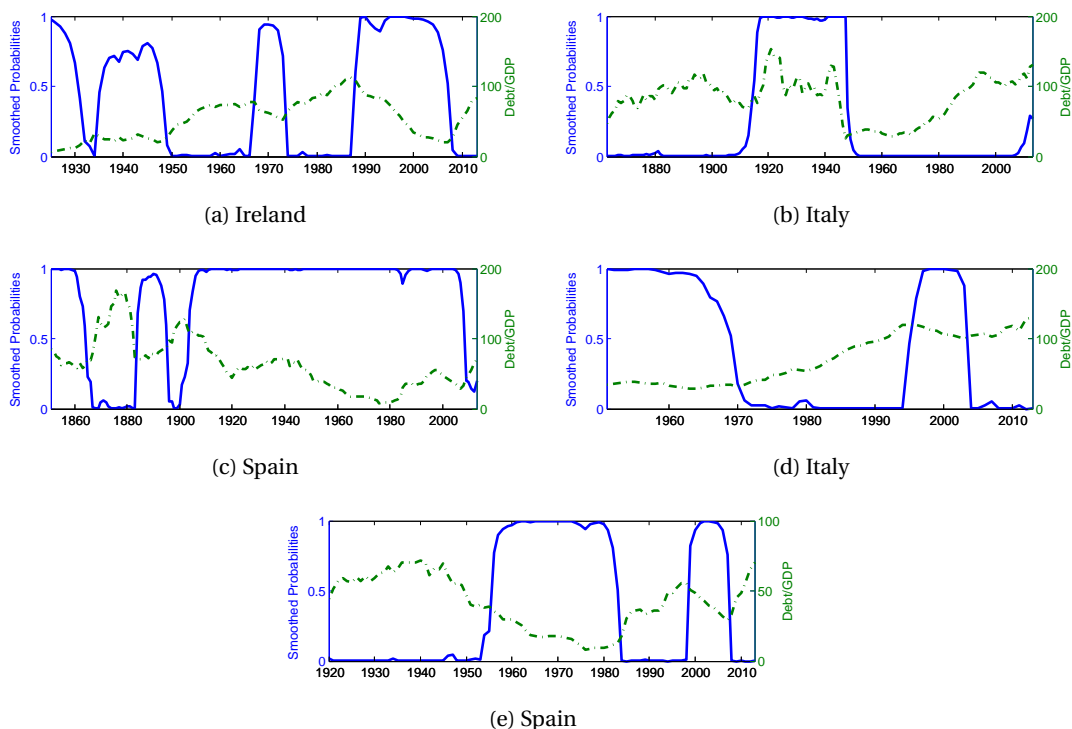 Smoothed Probabilities
1
0.5
0
200
100
0
Debt/GDP
1930 1940 1950 1960 1970 1980 1990 2000 2010
(a) Ireland
Smoothed Probabilities
1
0.5
0
200
100
0
Debt/GDP
1880 1900 1920 1940 1960 1980 2000
(b) Italy
Smoothed Probabilities
1
0.5
0
200
100
0
Debt/GDP
1860 1880 1900 1920 1940 1960 1980 2000
(c) Spain
Smoothed Probabilities
1
0.5
0
200
100
0
Debt/GDP
1960 1970 1980 1990 2000 2010
(d) Italy
Smoothed Probabilities
1
0.5
0
100
50
0
Debt/GDP
1920 1930 1940 1950 1960 1970 1980 1990 2000 2010
(e) Spain